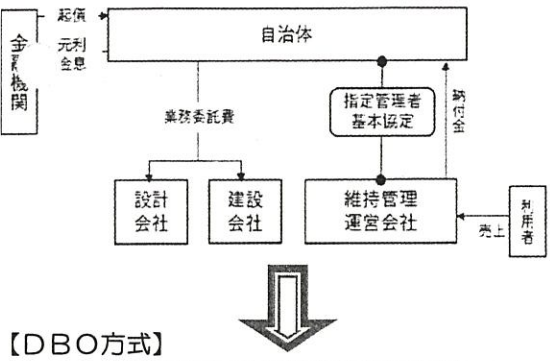 起債
元利
金息
金融機関
自治体
業務委託費
指定管理者
基本協定
納付金
設計
会社
建設
会社
維持管理
運営会社
売上
利用者
【DBO方式】